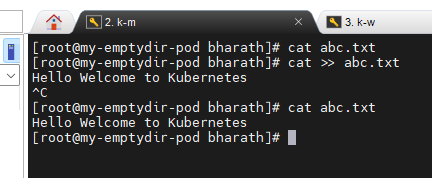 2. k-m
3. k-w
[root@my-emptydir-pod bharath]# cat abc.txt
[root@my-emptydir-pod bharath]# cat >> abc.txt
Hello Welcome to Kubernetes
^C
[root@my-emptydir-pod bharath]# cat abc.txt
Hello Welcome to Kubernetes
[root@my-emptydir-pod bharath]#